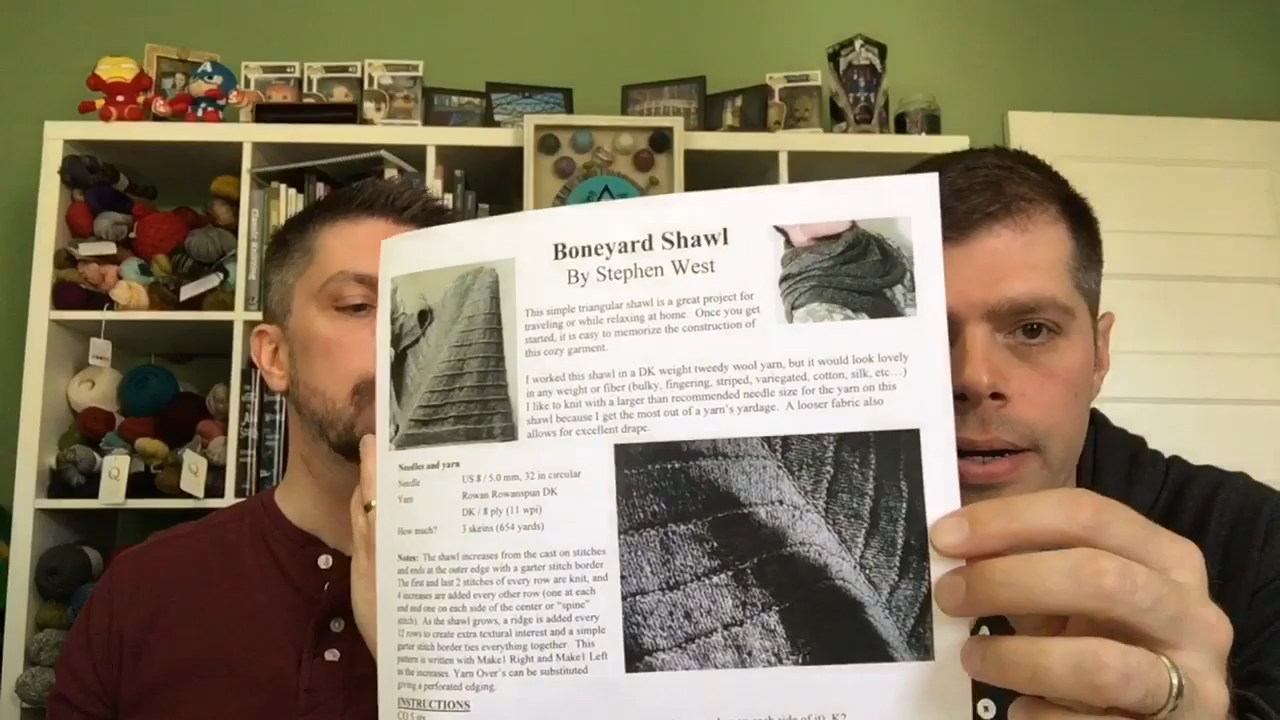 Boneyard Shawl
By Stephen West
This simple triangular shawl is a great project for
traveling or while relaxing at home. Once you get
started, it is easy to memorize the construction of
this cozy garment.
I worked this shawl in a DK weight tweedy wool yarn, but it would look lovely
in any weight or fiber (bulky, fingering, striped, variegated, cotton, silk, etc…)
I like to knit with a larger than recommended needle size for the yarn on this
shawl because I get the most out of a yarn's yardage. A looser fabric also
allows for excellent drape.
Needles and yarn
Needle US 8 / 5.0 mm, 32 in circular
Yarn Rowan Rowanspun DK
DK / 8 ply (11 wpi)
How much? 3 skeins (654 yards)
Notes: The shawl increases from the cast on stitches
and ends at the outer edge with a garter stitch border
The first and last 2 stitches of every row are knit, and
4 increases are added every other row (one at each
end and one on each side of the center or "spine"
stitch). As the shawl grows, a ridge is added every
12 rows to create extra textural interest and a simple
garter stitch border ties everything together. This
pattern is written with Make1 Right and Make1 Left
as the increases. Yarn Over's can be substituted
giving a perforated edging.
INSTRUCTIONS
CO 5 sts
on each side of it), K2
Q
Q